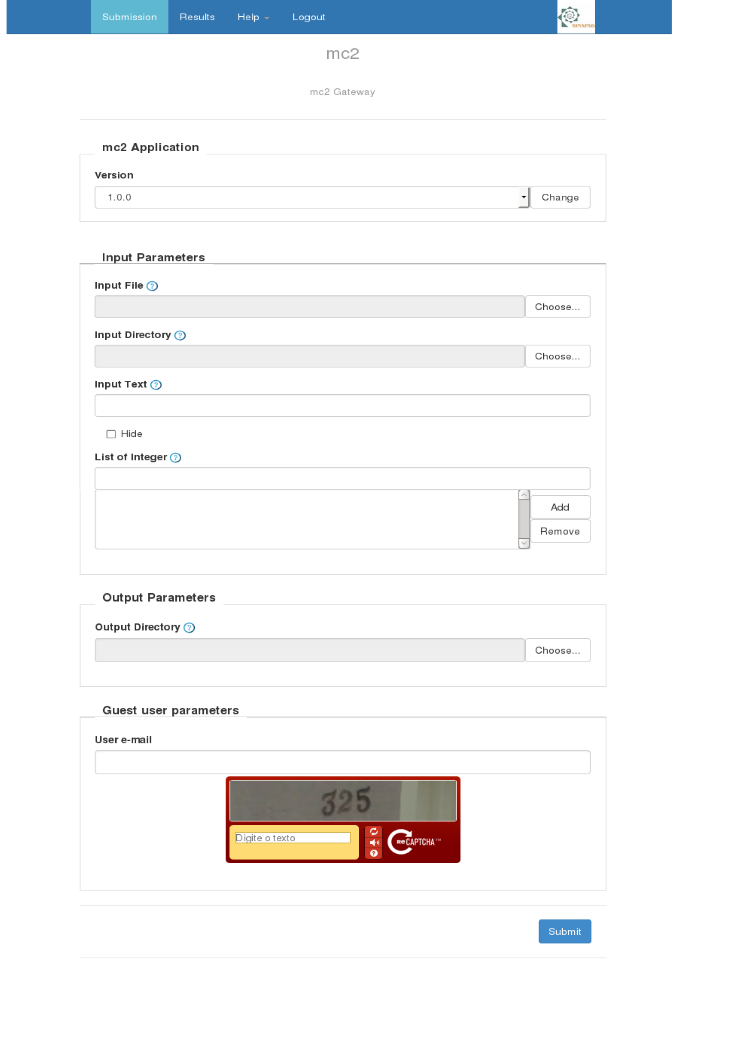 Submission Results Help Logout
SINAPAD
mc2
mc2 Gateway
mc2 Application
Version
1.0.0 Change
Input Parameters
Input File ?
Choose...
Input Directory ?
Choose...
Input Text ?
Hide
List of Integer ?
Add
Remove
Output Parameters
Output Directory ?
Choose...
Guest user parameters
User e-mail
325
Digite o texto
? reCAPTCHA™
Submit